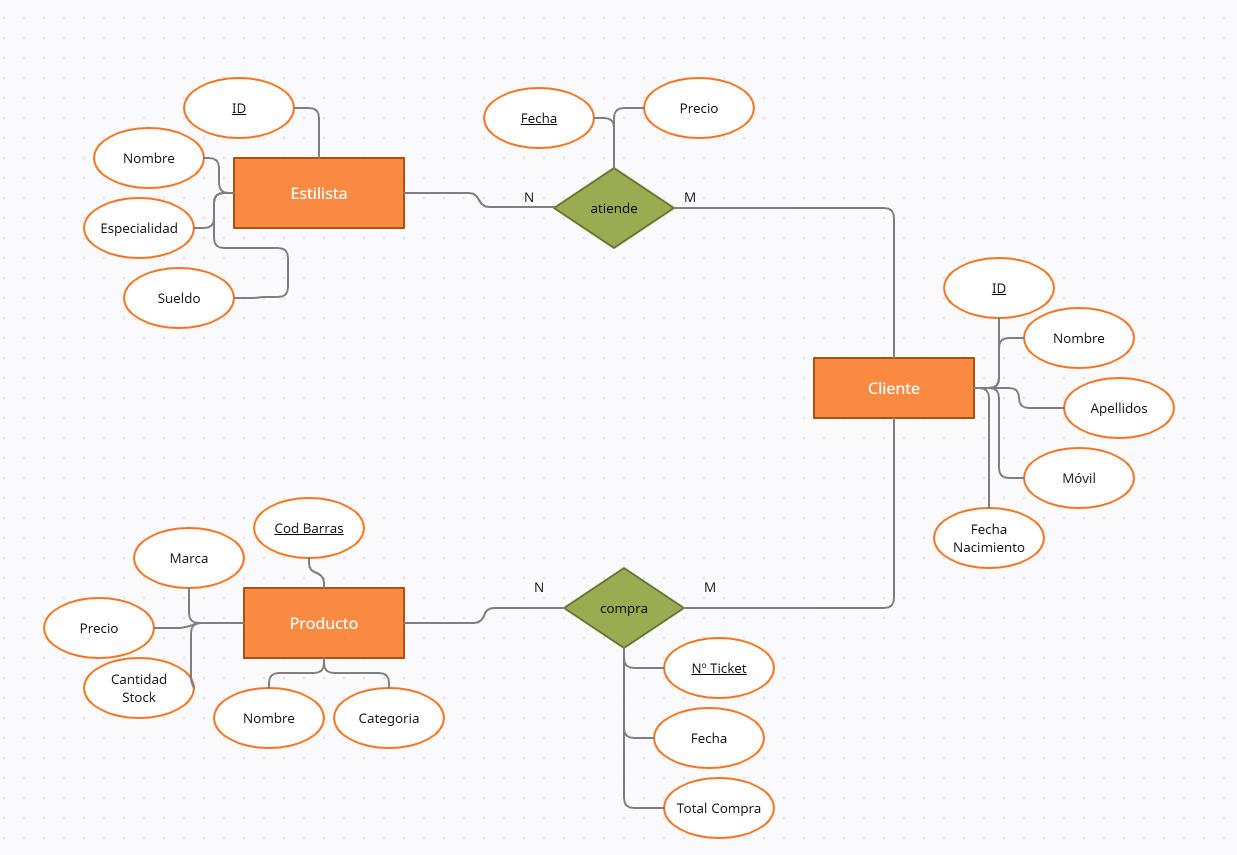 ID
Fecha
Precio
Nombre
Estilista
N
M
atiende
Especialidad
Sueldo
ID
Nombre
Cliente
Apellidos
Móvil
Fecha
Nacimiento
Cod Barras
Marca
N
M
compra
Producto
Precio
Cantidad
Stock
Nº Ticket
Nombre
Categoria
Fecha
Total Compra